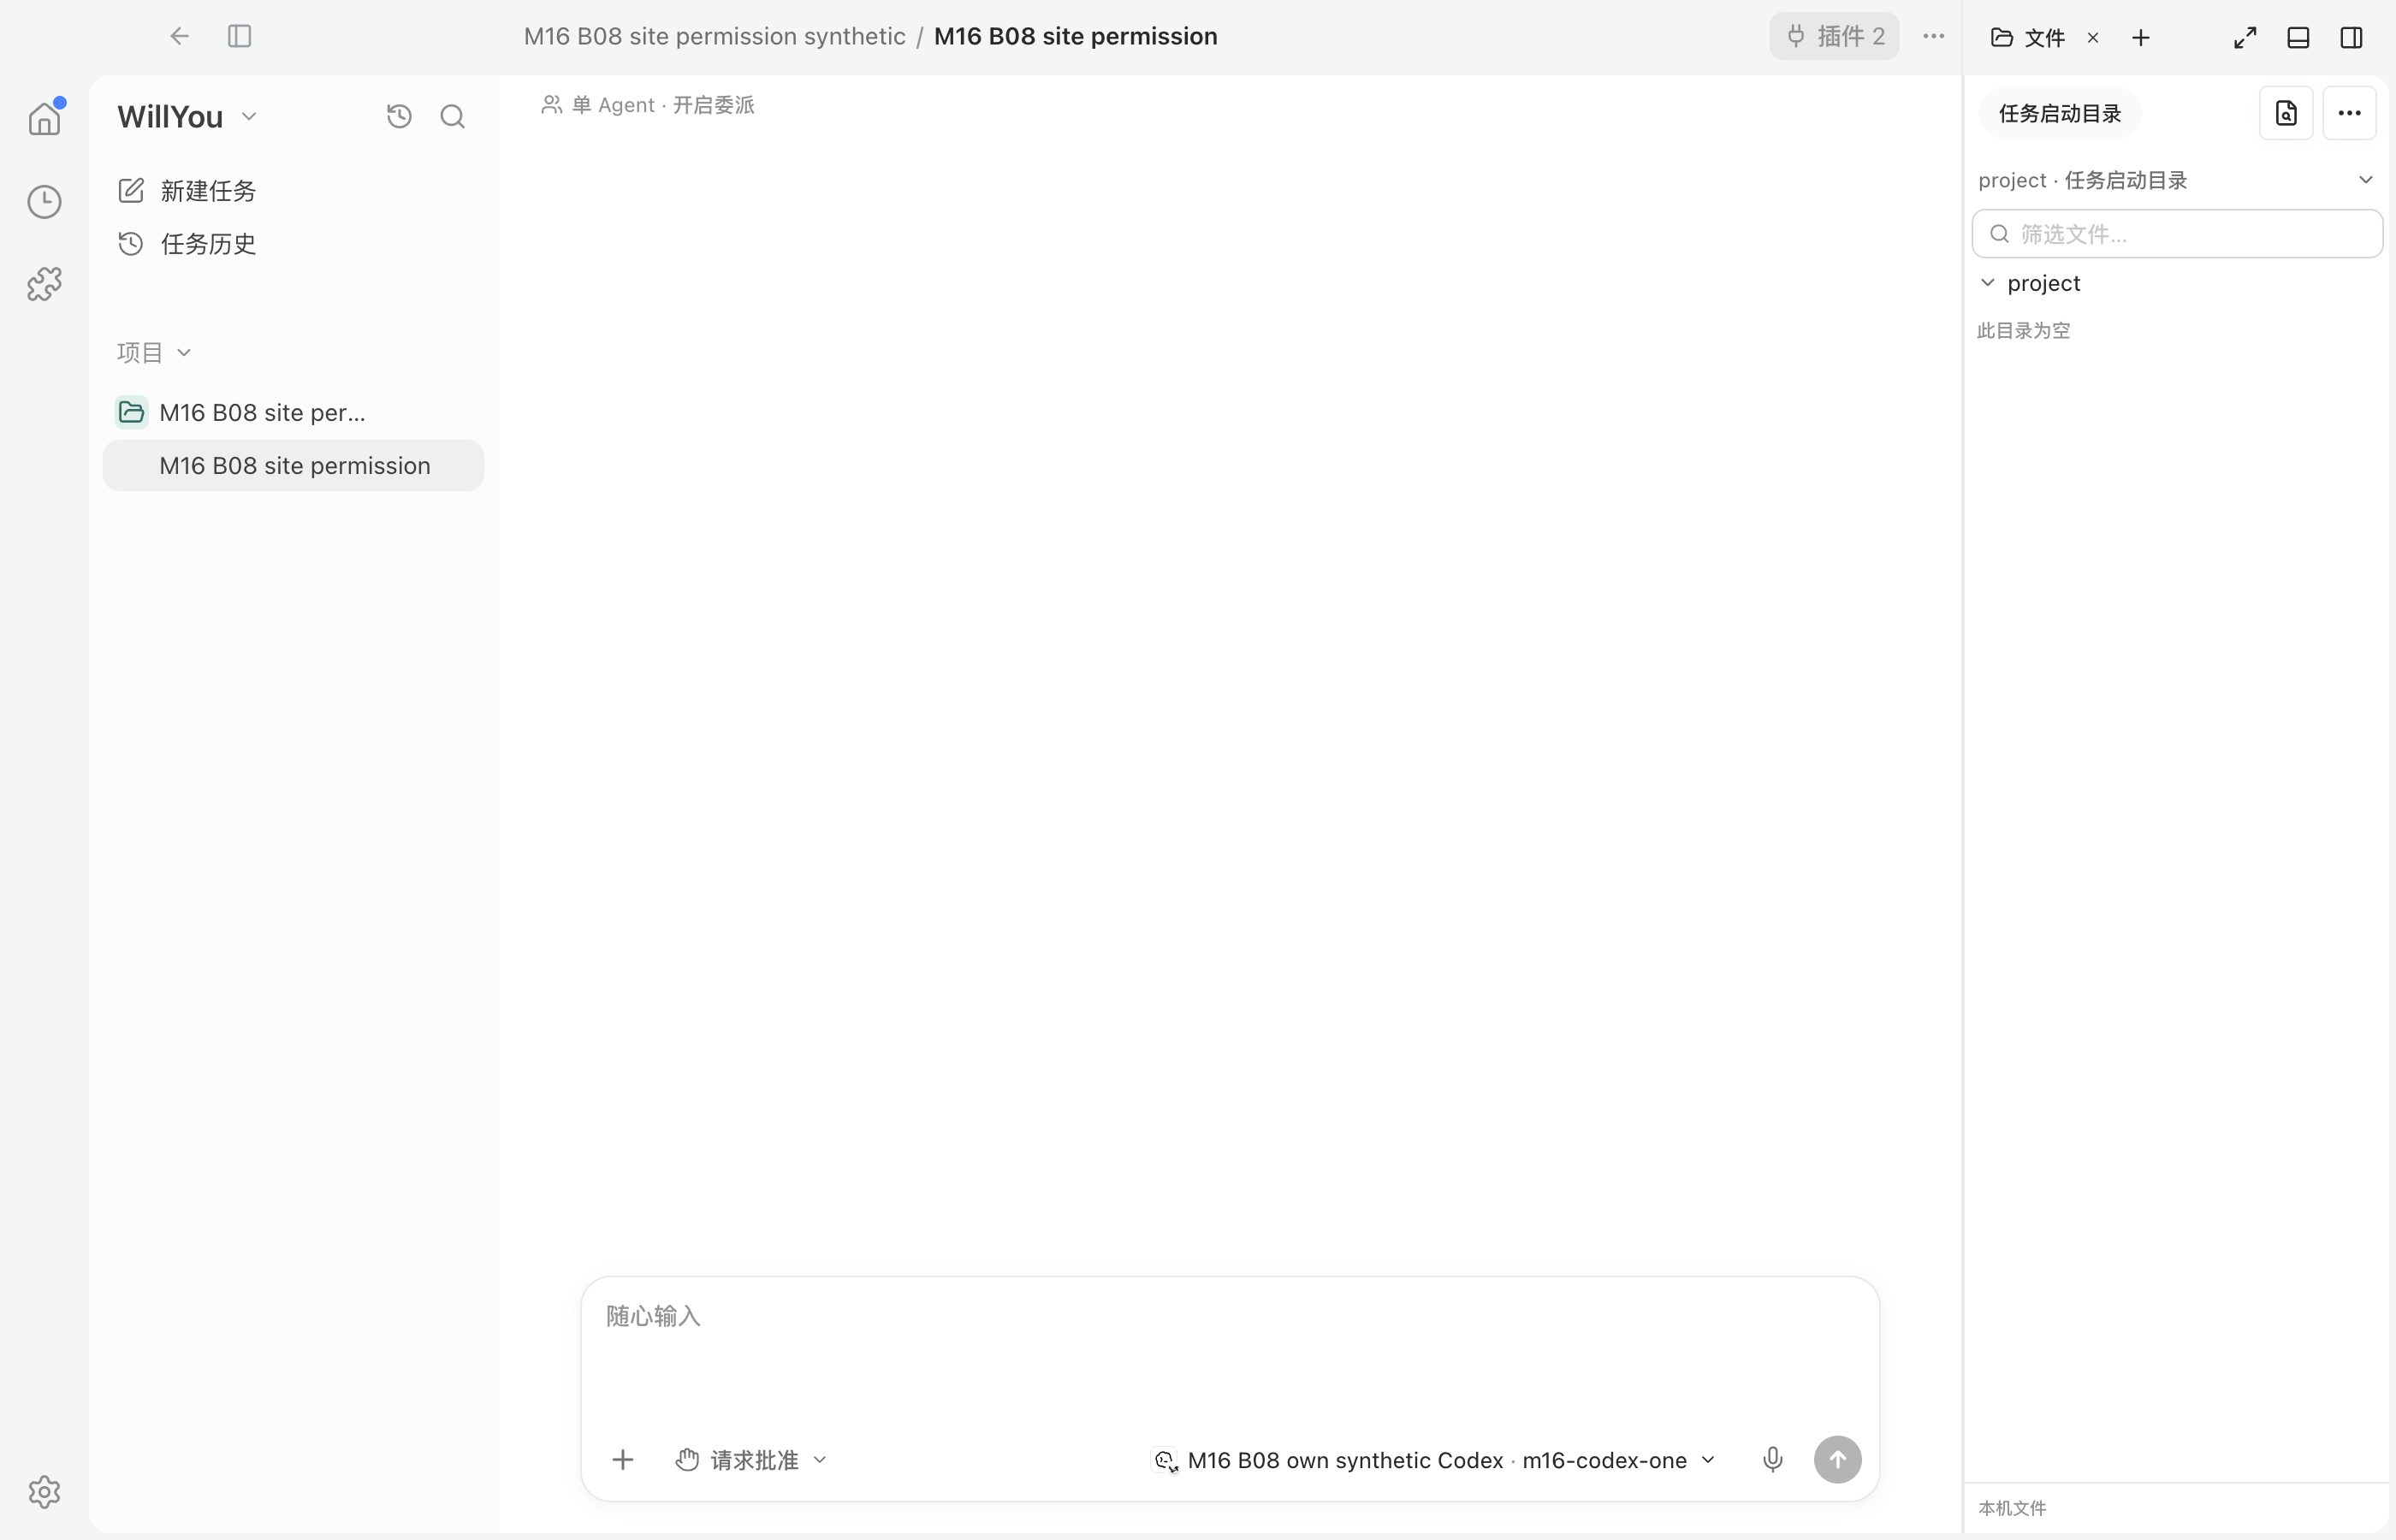 M16 B08 site permission synthetic / M16 B08 site permission
插件 2
文件
WillYou
单 Agent · 开启委派
任务启动目录
新建任务
project · 任务启动目录
任务历史
筛选文件...
project
此目录为空
项目
M16 B08 site per...
M16 B08 site permission
随心输入
请求批准
M16 B08 own synthetic Codex · m16-codex-one
本机文件